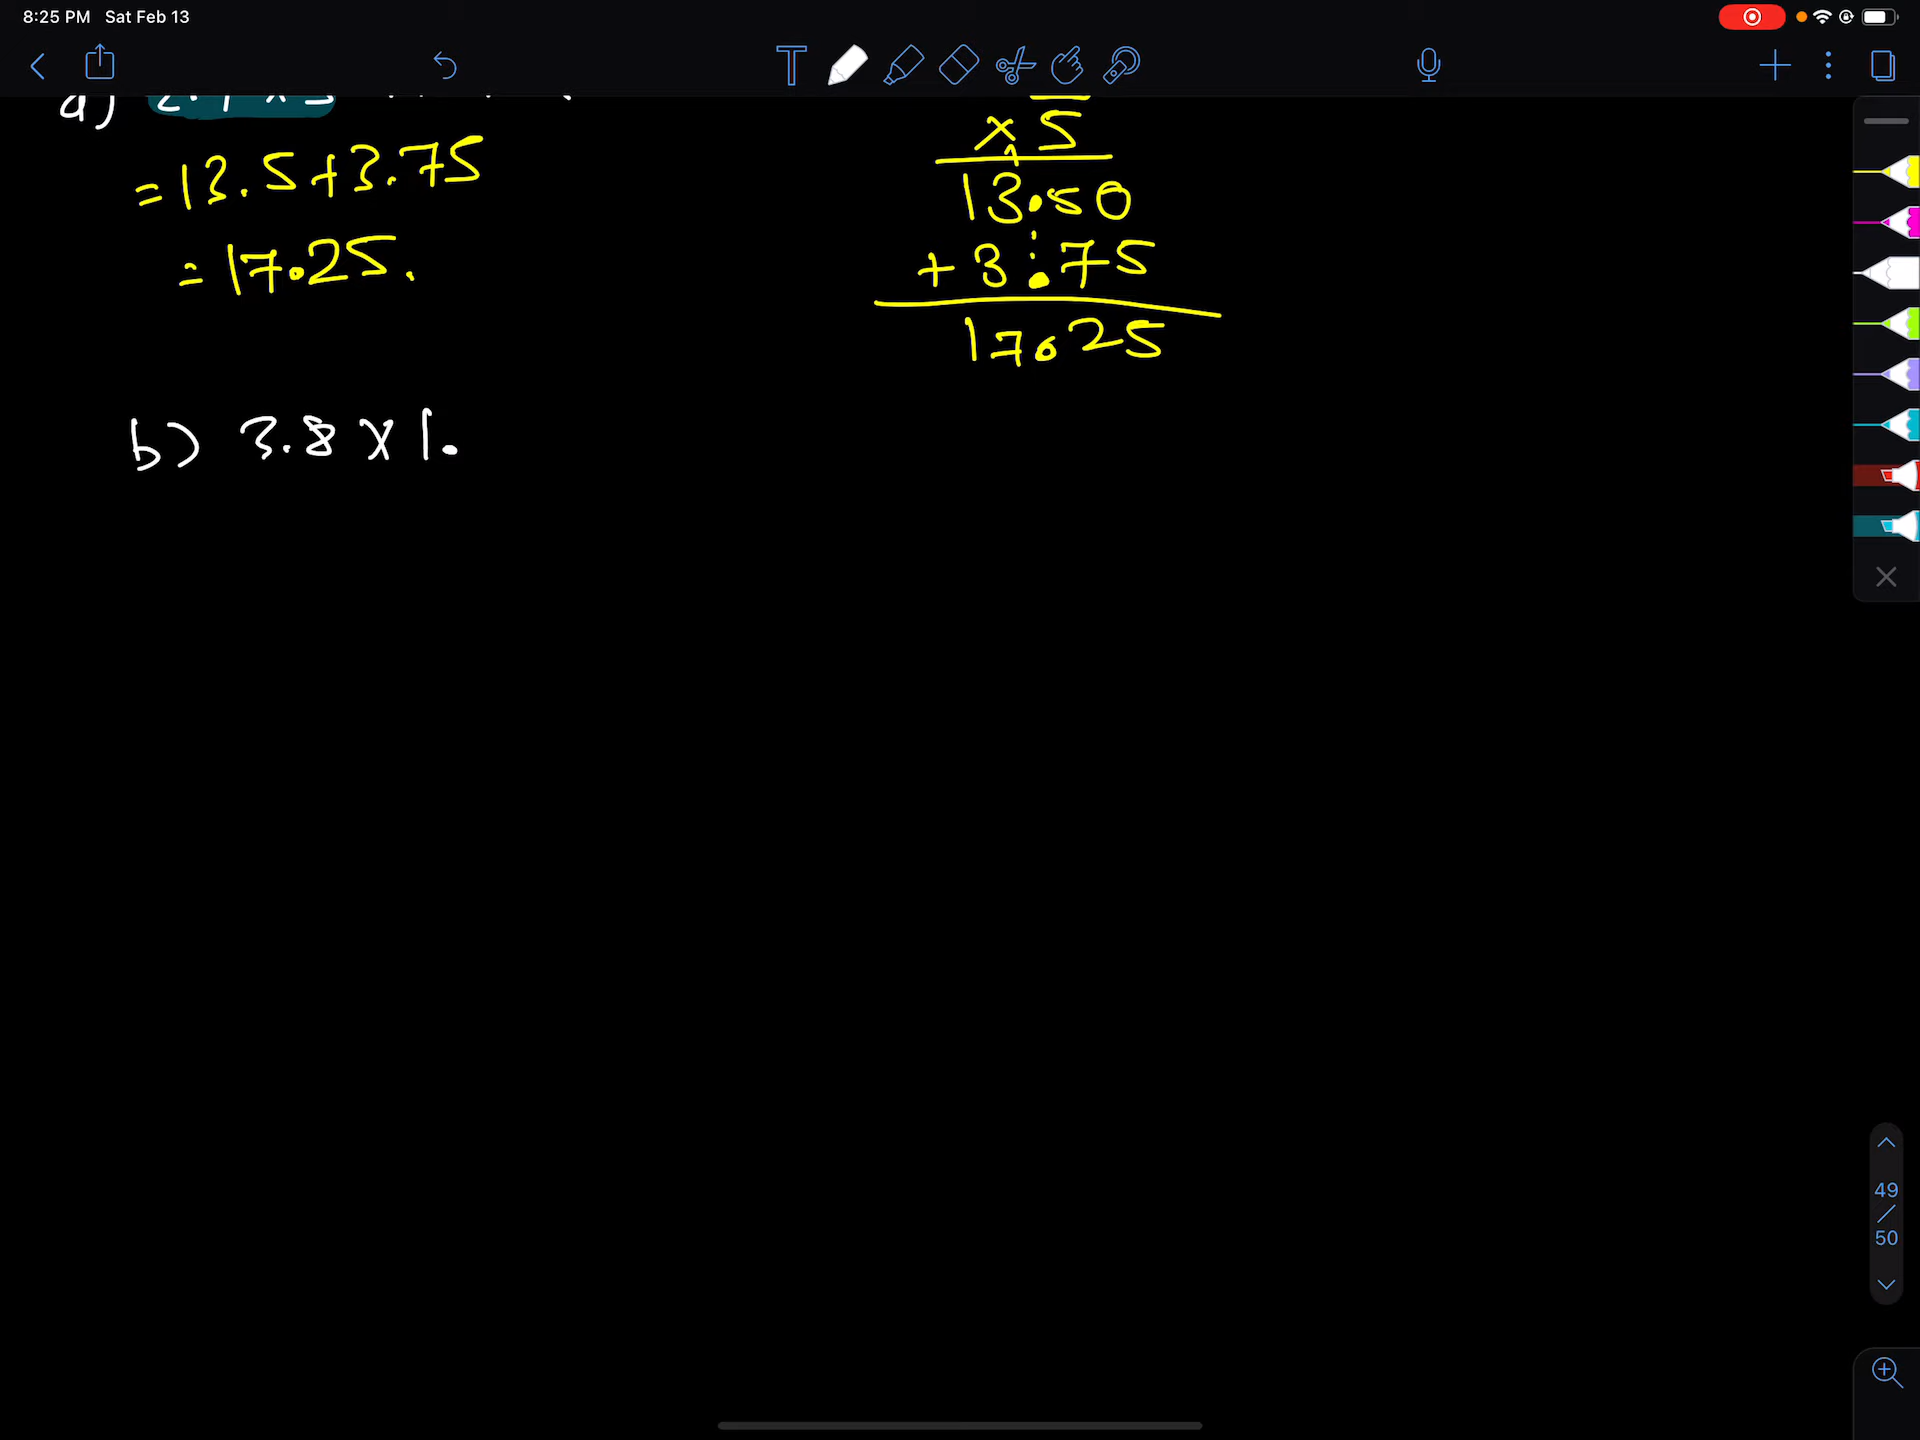 8:25 PM Sat Feb 13
a)
= 13.5 + 3.75
= 17.25.
x 5
13.50
+ 3.75
17.25
b) 3.8 x 1.
49
/
50